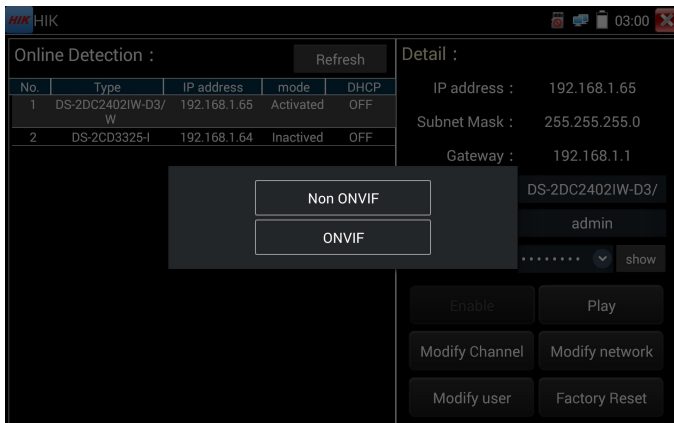 HIK HIK 03:00
Online Detection : Refresh
No. Type IP address mode DHCP
1 DS-2DC2402IW-D3/W 192.168.1.65 Activated OFF
2 DS-2CD3325-I 192.168.1.64 Inactived OFF
Non ONVIF
ONVIF
Detail :
IP address : 192.168.1.65
Subnet Mask : 255.255.255.0
Gateway : 192.168.1.1
DS-2DC2402IW-D3/
admin
show
Enable Play
Modify Channel Modify network
Modify user Factory Reset